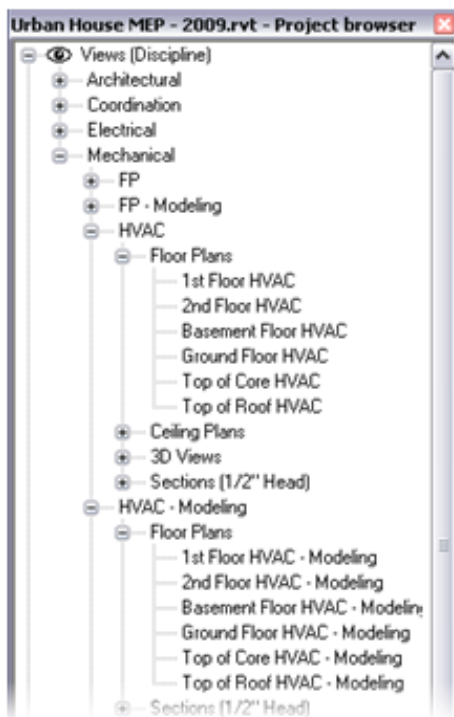 Urban House MEP - 2009.rvt - Project browser
Views (Discipline)
Architectural
Coordination
Electrical
Mechanical
FP
FP - Modeling
HVAC
Floor Plans
1st Floor HVAC
2nd Floor HVAC
Basement Floor HVAC
Ground Floor HVAC
Top of Core HVAC
Top of Roof HVAC
Ceiling Plans
3D Views
Sections (1/2" Head)
HVAC - Modeling
Floor Plans
1st Floor HVAC - Modeling
2nd Floor HVAC - Modeling
Basement Floor HVAC - Modeling
Ground Floor HVAC - Modeling
Top of Core HVAC - Modeling
Top of Roof HVAC - Modeling
Sections (1/2" Head)